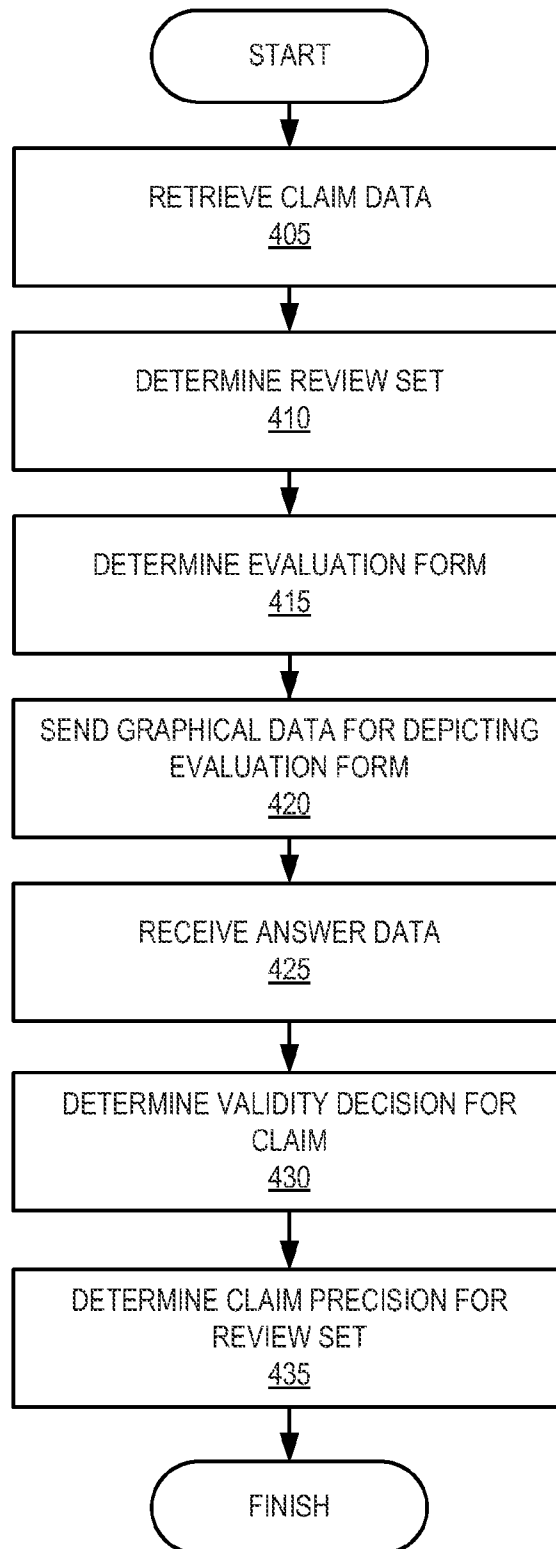 START
RETRIEVE CLAIM DATA
405
DETERMINE REVIEW SET
410
DETERMINE EVALUATION FORM
415
SEND GRAPHICAL DATA FOR DEPICTING
EVALUATION FORM
420
RECEIVE ANSWER DATA
425
DETERMINE VALIDITY DECISION FOR
CLAIM
430
DETERMINE CLAIM PRECISION FOR
REVIEW SET
435
FINISH